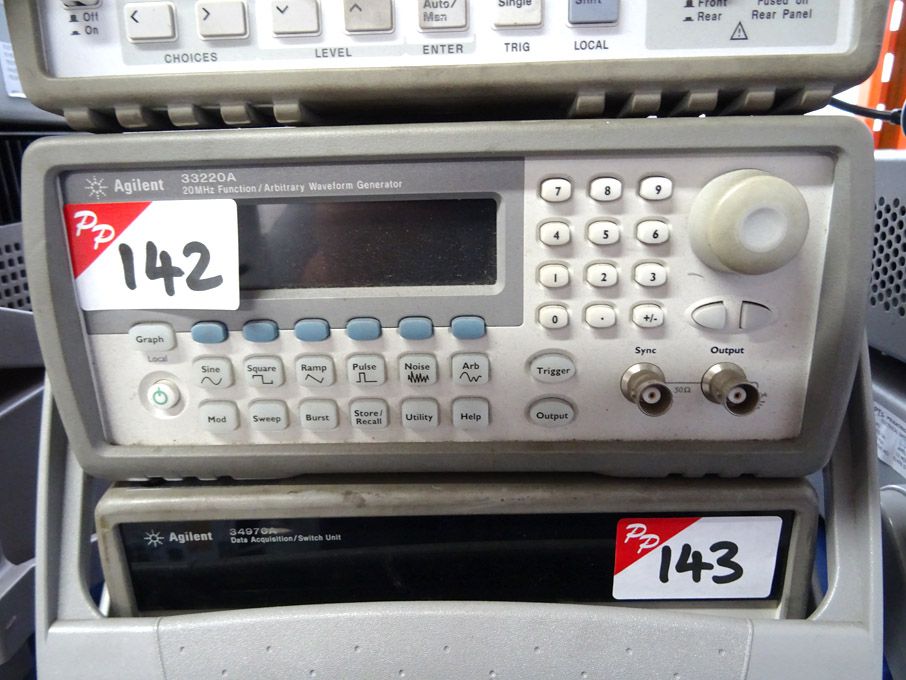 Off
On
< > ∨ ∧ Auto/ Man Single Shift
CHOICES LEVEL ENTER TRIG LOCAL
Front
Rear
Fused on
Rear Panel
Agilent
33220A
20MHz Function/Arbitrary Waveform Generator
PP
142
7 8 9
4 5 6
1 2 3
0 . +/-
Graph
Local
Sine Square Ramp Pulse Noise Arb
Mod Sweep Burst Store/ Recall Utility Help
Trigger
Output
Sync Output
50Ω
Agilent
34970A
Data Acquisition/Switch Unit
PP
143